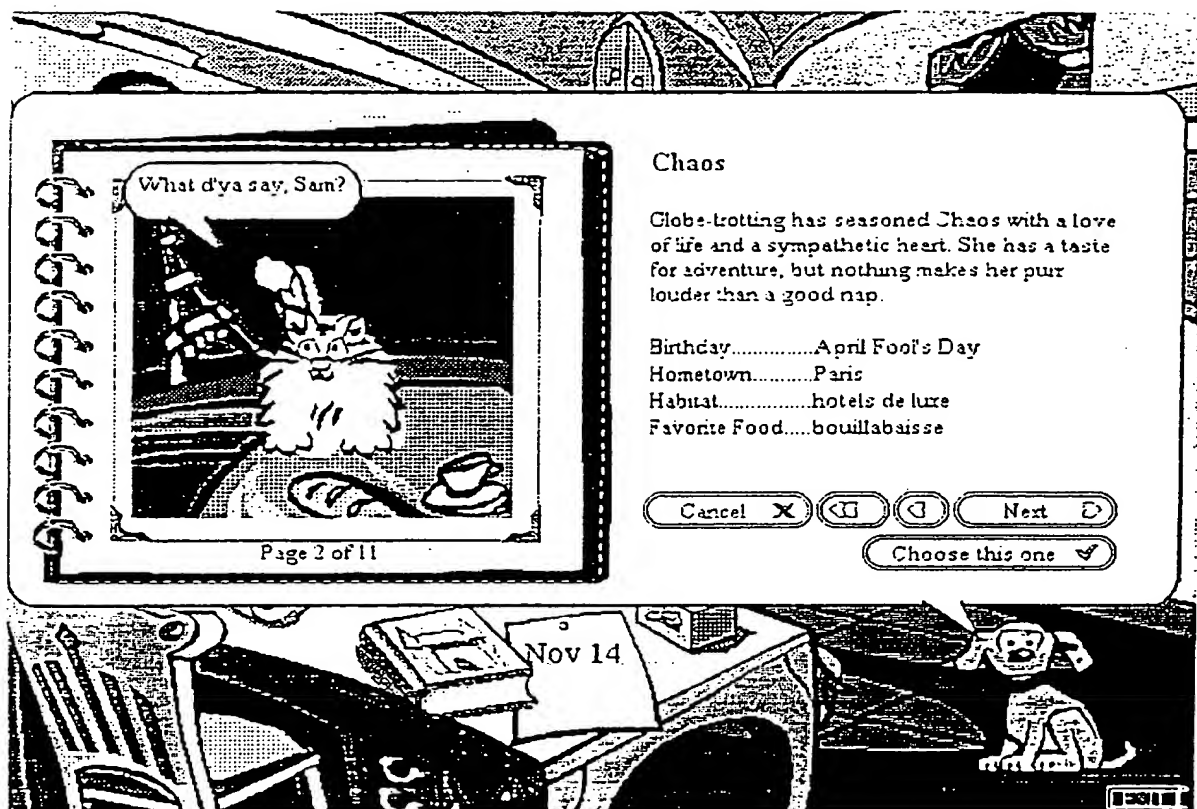 What d'ya say, Sam?
Page 2 of 11
Chaos
Globe-trotting has seasoned Chaos with a love
of life and a sympathetic heart. She has a taste
for adventure, but nothing makes her purr
louder than a good nap.
Birthday...............April Fool's Day
Hometown...........Paris
Habitat.................hotels de luxe
Favorite Food.....bouillabaisse
Cancel
Next
Choose this one
Nov 14
EXIT